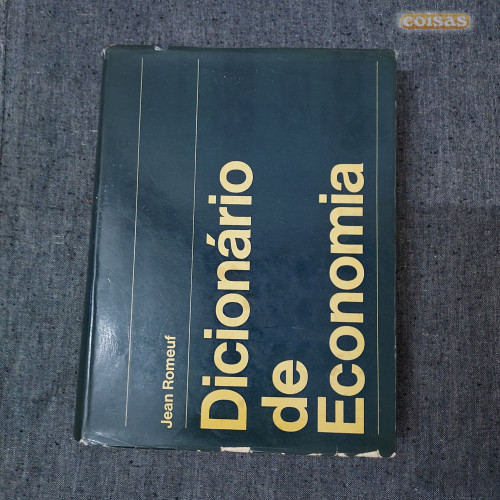 coisas
Jean Romeuf
Dicionário
de
Economia